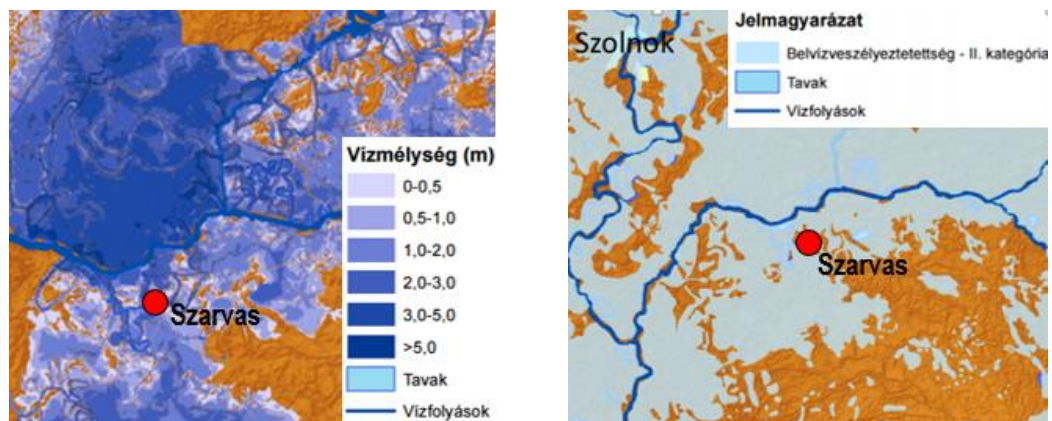 Vízmélység (m)
0-0,5
0,5-1,0
1,0-2,0
2,0-3,0
3,0-5,0
>5,0
Tavak
Vízfolyások
Szarvas
Szolnok
Jelmagyarázat
Belvízveszélyeztetettség - II. kategória
Tavak
Vízfolyások
Szarvas